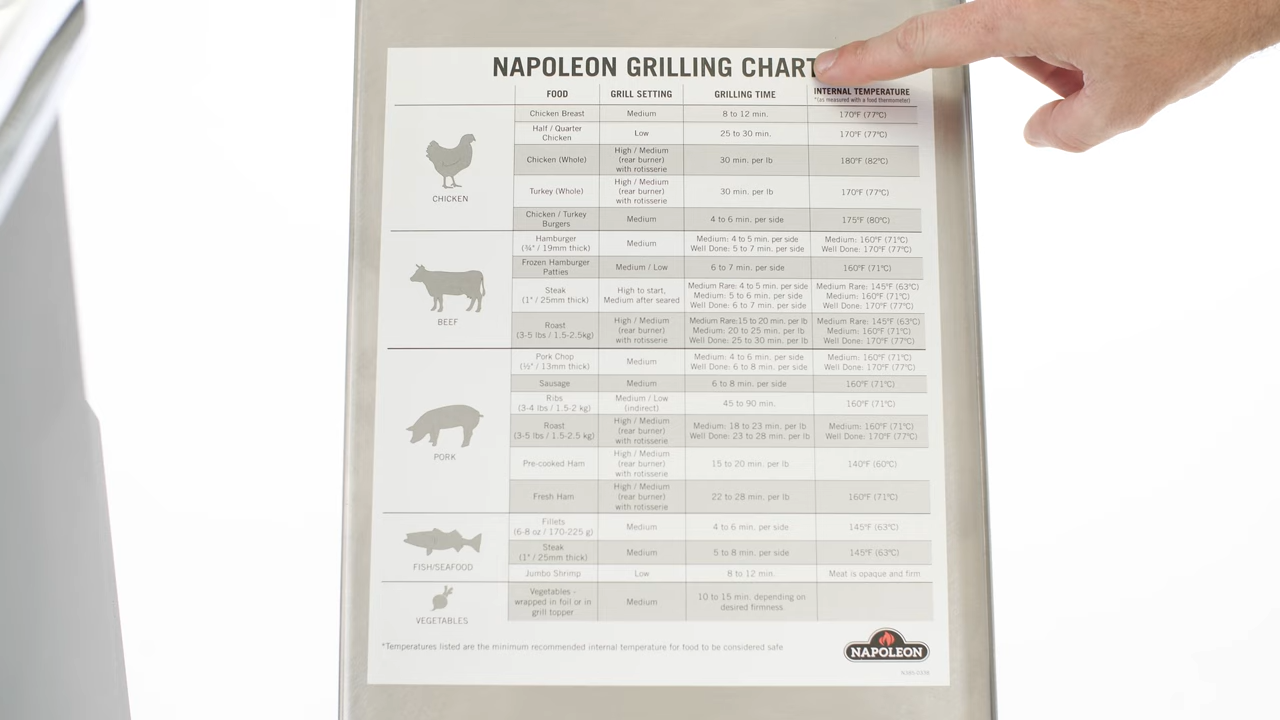 NAPOLEON GRILLING CHART
FOOD GRILL SETTING GRILLING TIME INTERNAL TEMPERATURE
*(as measured with a food thermometer)
CHICKEN
Chicken Breast Medium 8 to 12 min. 170°F (77°C)
Half / Quarter
Chicken Low 25 to 30 min. 170°F (77°C)
Chicken (Whole) High / Medium
(rear burner)
with rotisserie 30 min. per lb 180°F (82°C)
Turkey (Whole) High / Medium
(rear burner)
with rotisserie 30 min. per lb 170°F (77°C)
Chicken / Turkey
Burgers Medium 4 to 6 min. per side 175°F (80°C)
BEEF
Hamburger
(¾" / 19mm thick) Medium Medium: 4 to 5 min. per side
Well Done: 5 to 7 min. per side Medium: 160°F (71°C)
Well Done: 170°F (77°C)
Frozen Hamburger
Patties Medium / Low 6 to 7 min. per side 160°F (71°C)
Steak
(1" / 25mm thick) High to start,
Medium after seared Medium Rare: 4 to 5 min. per side
Medium: 5 to 6 min. per side
Well Done: 6 to 7 min. per side Medium Rare: 145°F (63°C)
Medium: 160°F (71°C)
Well Done: 170°F (77°C)
Roast
(3-5 lbs / 1.5-2.5kg) High / Medium
(rear burner)
with rotisserie Medium Rare:15 to 20 min. per lb
Medium: 20 to 25 min. per lb
Well Done: 25 to 30 min. per lb Medium Rare: 145°F (63°C)
Medium: 160°F (71°C)
Well Done: 170°F (77°C)
PORK
Pork Chop
(½" / 13mm thick) Medium Medium: 4 to 6 min. per side
Well Done: 6 to 8 min. per side Medium: 160°F (71°C)
Well Done: 170°F (77°C)
Sausage Medium 6 to 8 min. per side 160°F (71°C)
Ribs
(3-4 lbs / 1.5-2 kg) Medium / Low
(indirect) 45 to 90 min. 160°F (71°C)
Roast
(3-5 lbs / 1.5-2.5 kg) High / Medium
(rear burner)
with rotisserie Medium: 18 to 23 min. per lb
Well Done: 23 to 28 min. per lb Medium: 160°F (71°C)
Well Done: 170°F (77°C)
Pre-cooked Ham High / Medium
(rear burner)
with rotisserie 15 to 20 min. per lb 140°F (60°C)
Fresh Ham High / Medium
(rear burner)
with rotisserie 22 to 28 min. per lb 160°F (71°C)
FISH/SEAFOOD
Fillets
(6-8 oz / 170-225 g) Medium 4 to 6 min. per side 145°F (63°C)
Steak
(1" / 25mm thick) Medium 5 to 8 min. per side 145°F (63°C)
Jumbo Shrimp Low 8 to 12 min. Meat is opaque and firm
VEGETABLES
Vegetables -
wrapped in foil or in
grill topper Medium 10 to 15 min. depending on
desired firmness.
*Temperatures listed are the minimum recommended internal temperature for food to be considered safe
NAPOLEON